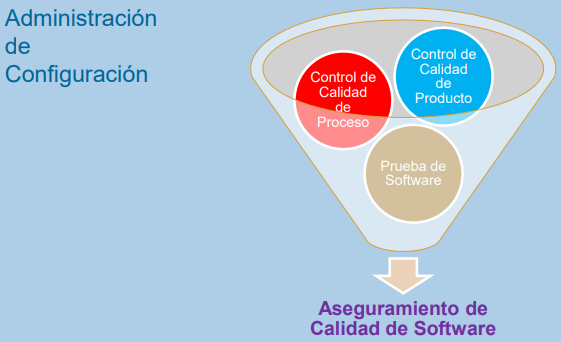 Administración
de
Configuración
Control de
Calidad
de
Proceso
Control de
Calidad
de
Producto
Prueba de
Software
Aseguramiento de
Calidad de Software